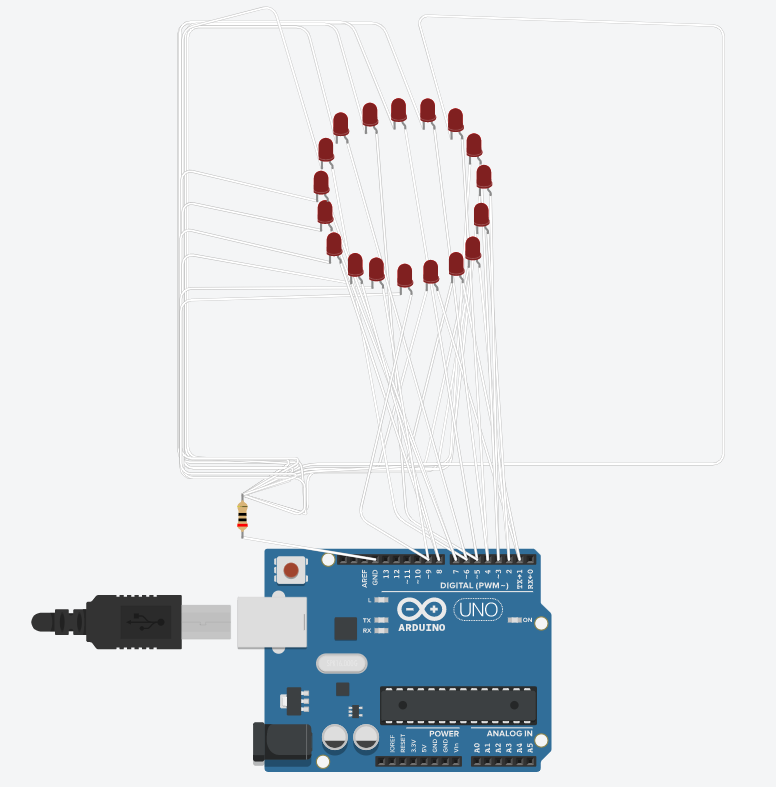 AREF
GND
13
12
~11
~10
~9
8
7
~6
~5
4
~3
2
TX→1
RX←0
DIGITAL (PWM~)
L
TX
RX
UNO
ARDUINO
ON
POWER
ANALOG IN
IOREF
RESET
3.3V
5V
GND
GND
Vin
A0
A1
A2
A3
A4
A5